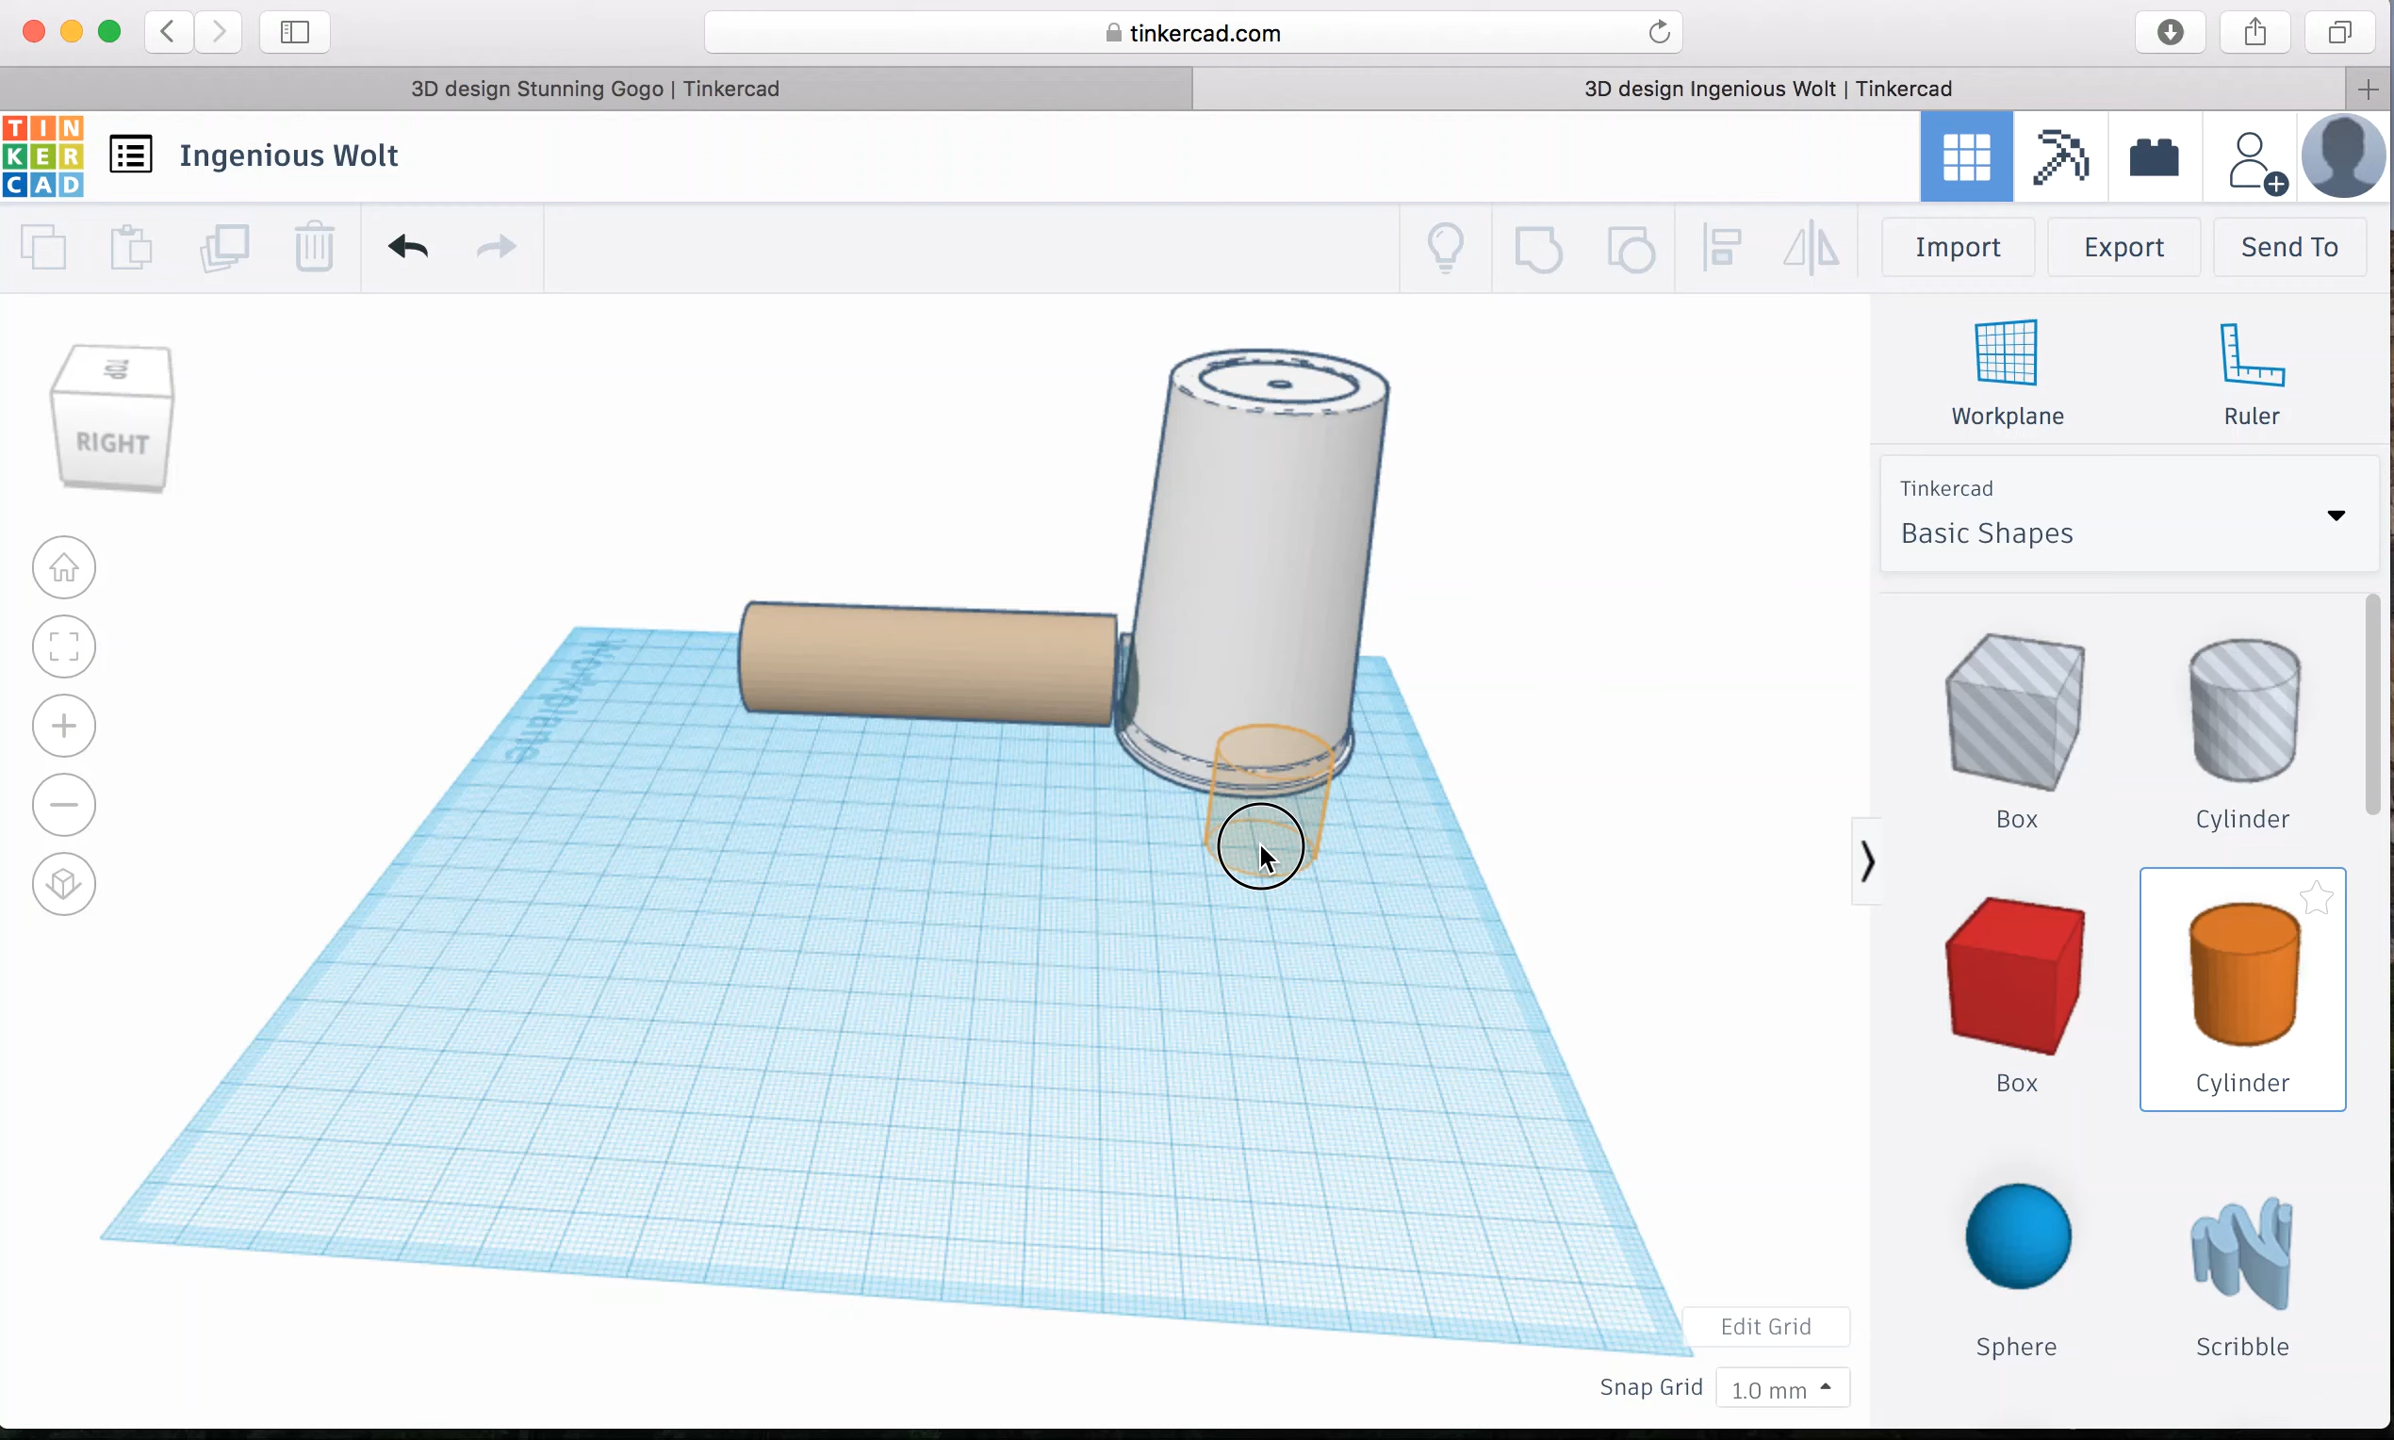 tinkercad.com
3D design Stunning Gogo | Tinkercad
3D design Ingenious Wolt | Tinkercad
TIN
KER
CAD
Ingenious Wolt
Import
Export
Send To
TOP
RIGHT
Workplane
Ruler
Tinkercad
Basic Shapes
Workplane
Box
Cylinder
Box
Cylinder
Sphere
Scribble
Edit Grid
Snap Grid
1.0 mm